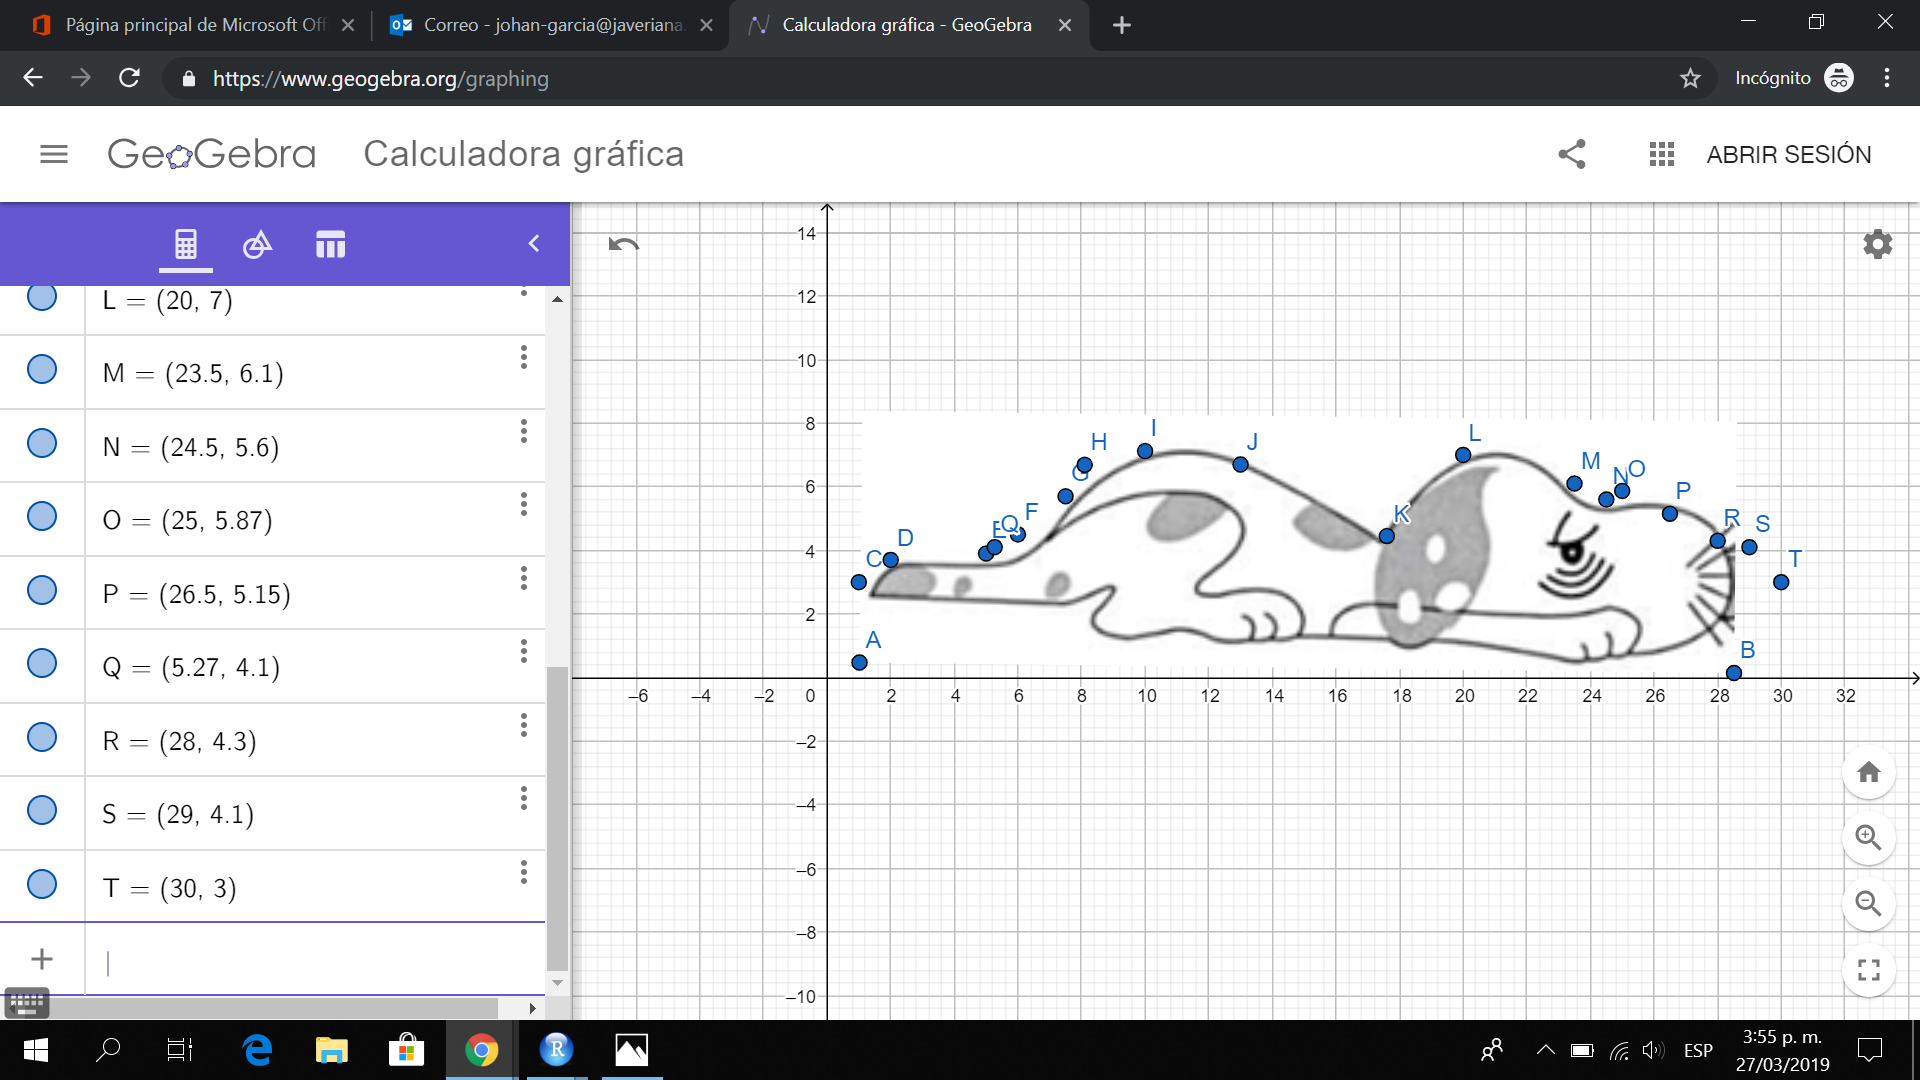 Página principal de Microsoft Off
Correo - johan-garcia@javeriana.
Calculadora gráfica - GeoGebra
https://www.geogebra.org/graphing
Incógnito
GeoGebra
Calculadora gráfica
ABRIR SESIÓN
L = (20, 7)
M = (23.5, 6.1)
N = (24.5, 5.6)
O = (25, 5.87)
P = (26.5, 5.15)
Q = (5.27, 4.1)
R = (28, 4.3)
S = (29, 4.1)
T = (30, 3)
14
12
10
8
6
4
2
0
–2
–4
–6
–8
–10
–6
–4
–2
2
4
6
8
10
12
14
16
18
20
22
24
26
28
30
32
A
B
C
D
E
Q
F
G
H
I
J
K
L
M
N
O
P
R
S
T
ESP
3:55 p. m.
27/03/2019